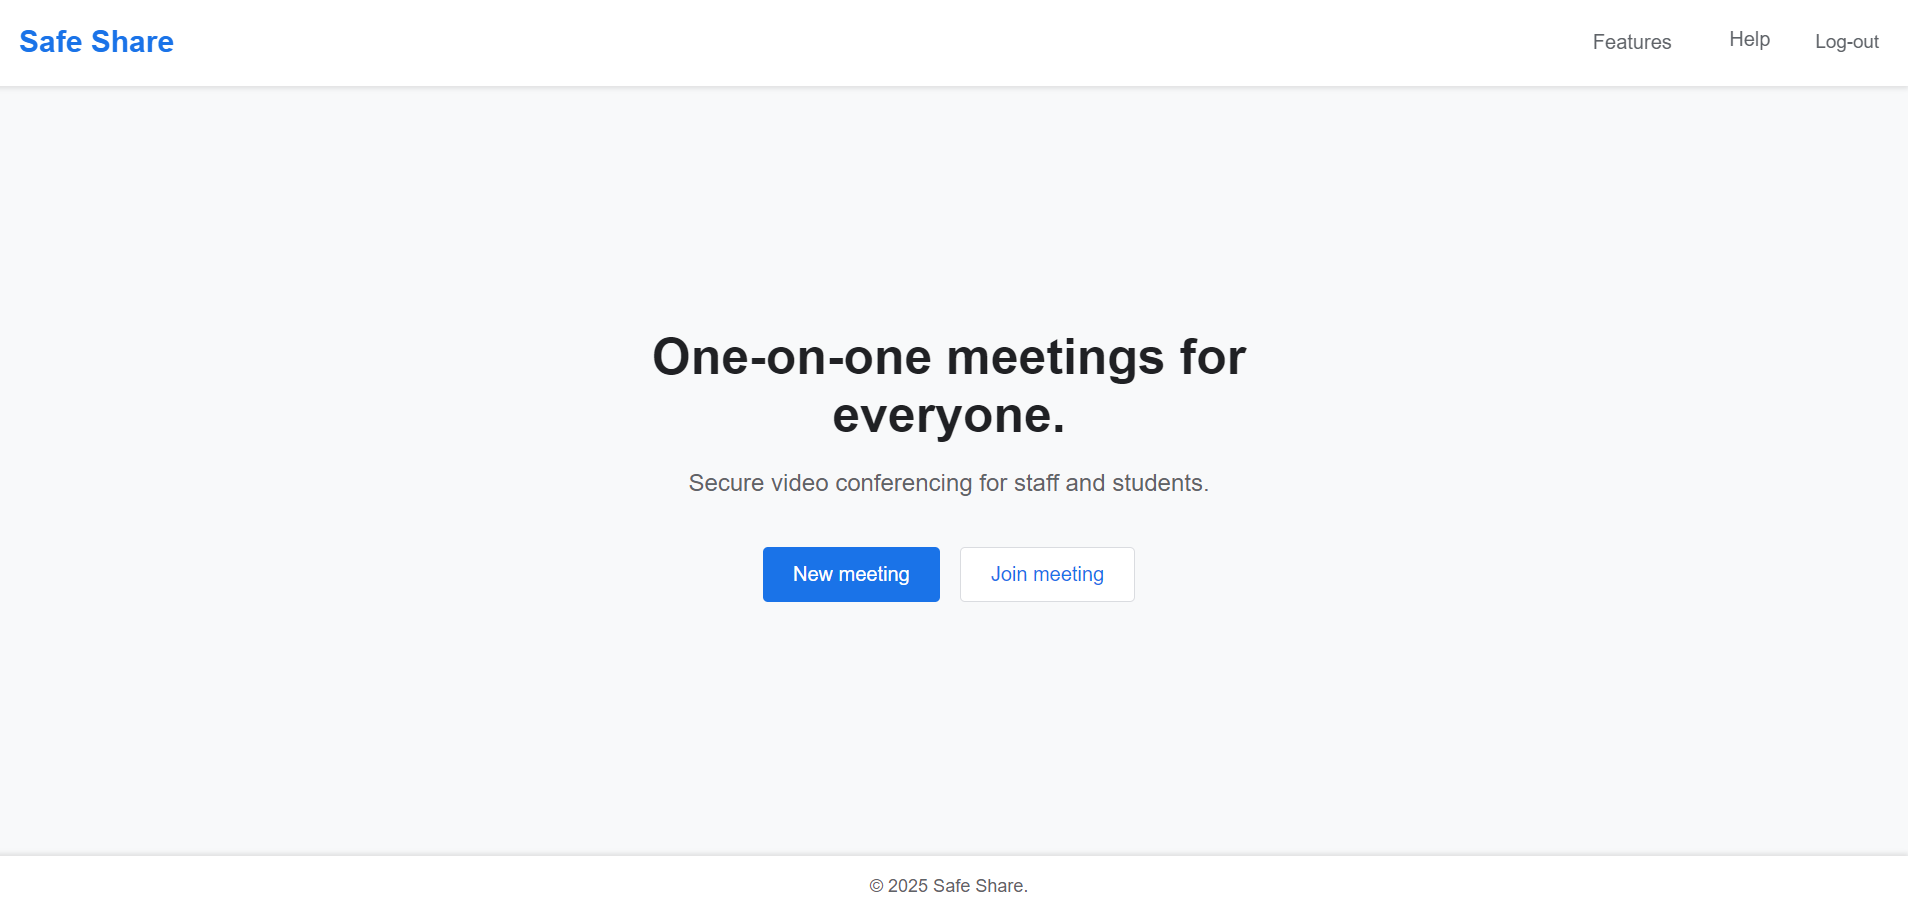 Safe Share
Features
Help
Log-out
One-on-one meetings for
everyone.
Secure video conferencing for staff and students.
New meeting
Join meeting
© 2025 Safe Share.